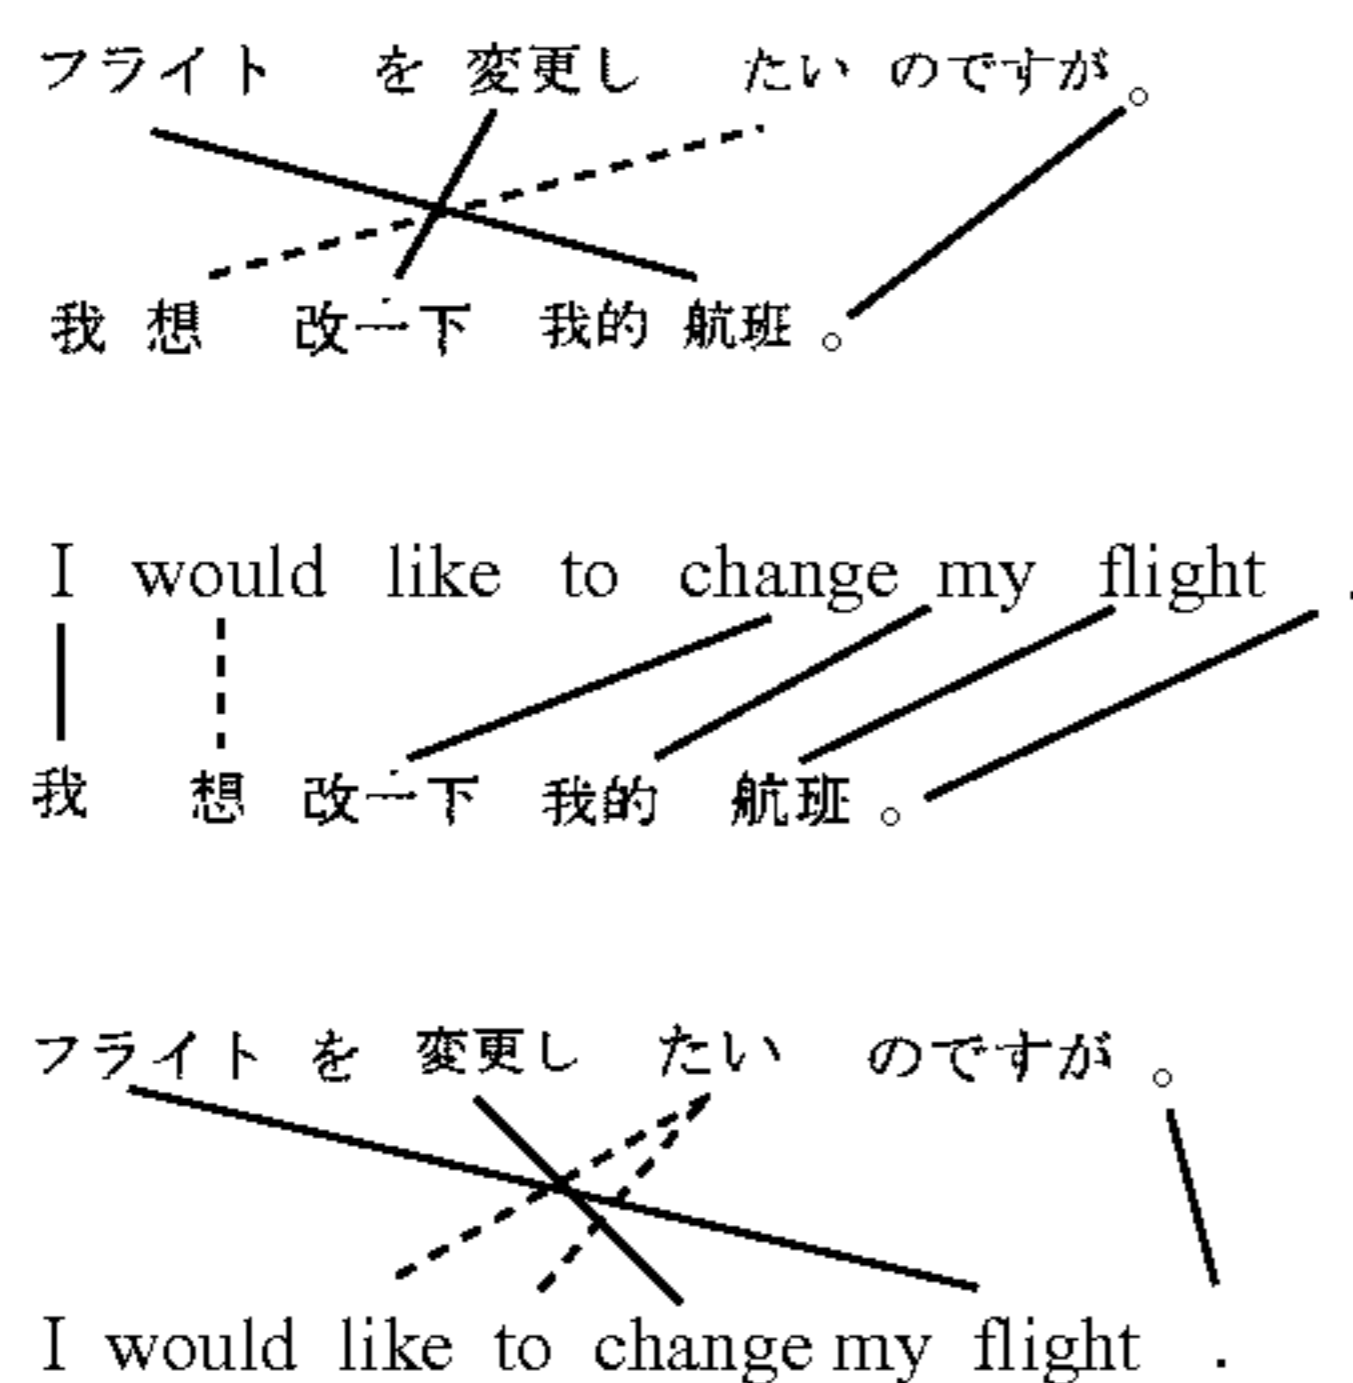 フライト を 変更し たい のですが 。
我 想 改一下 我的 航班 。
I would like to change my flight .
我 想 改一下 我的 航班 。
フライト を 変更し たい のですが 。
I would like to change my flight .